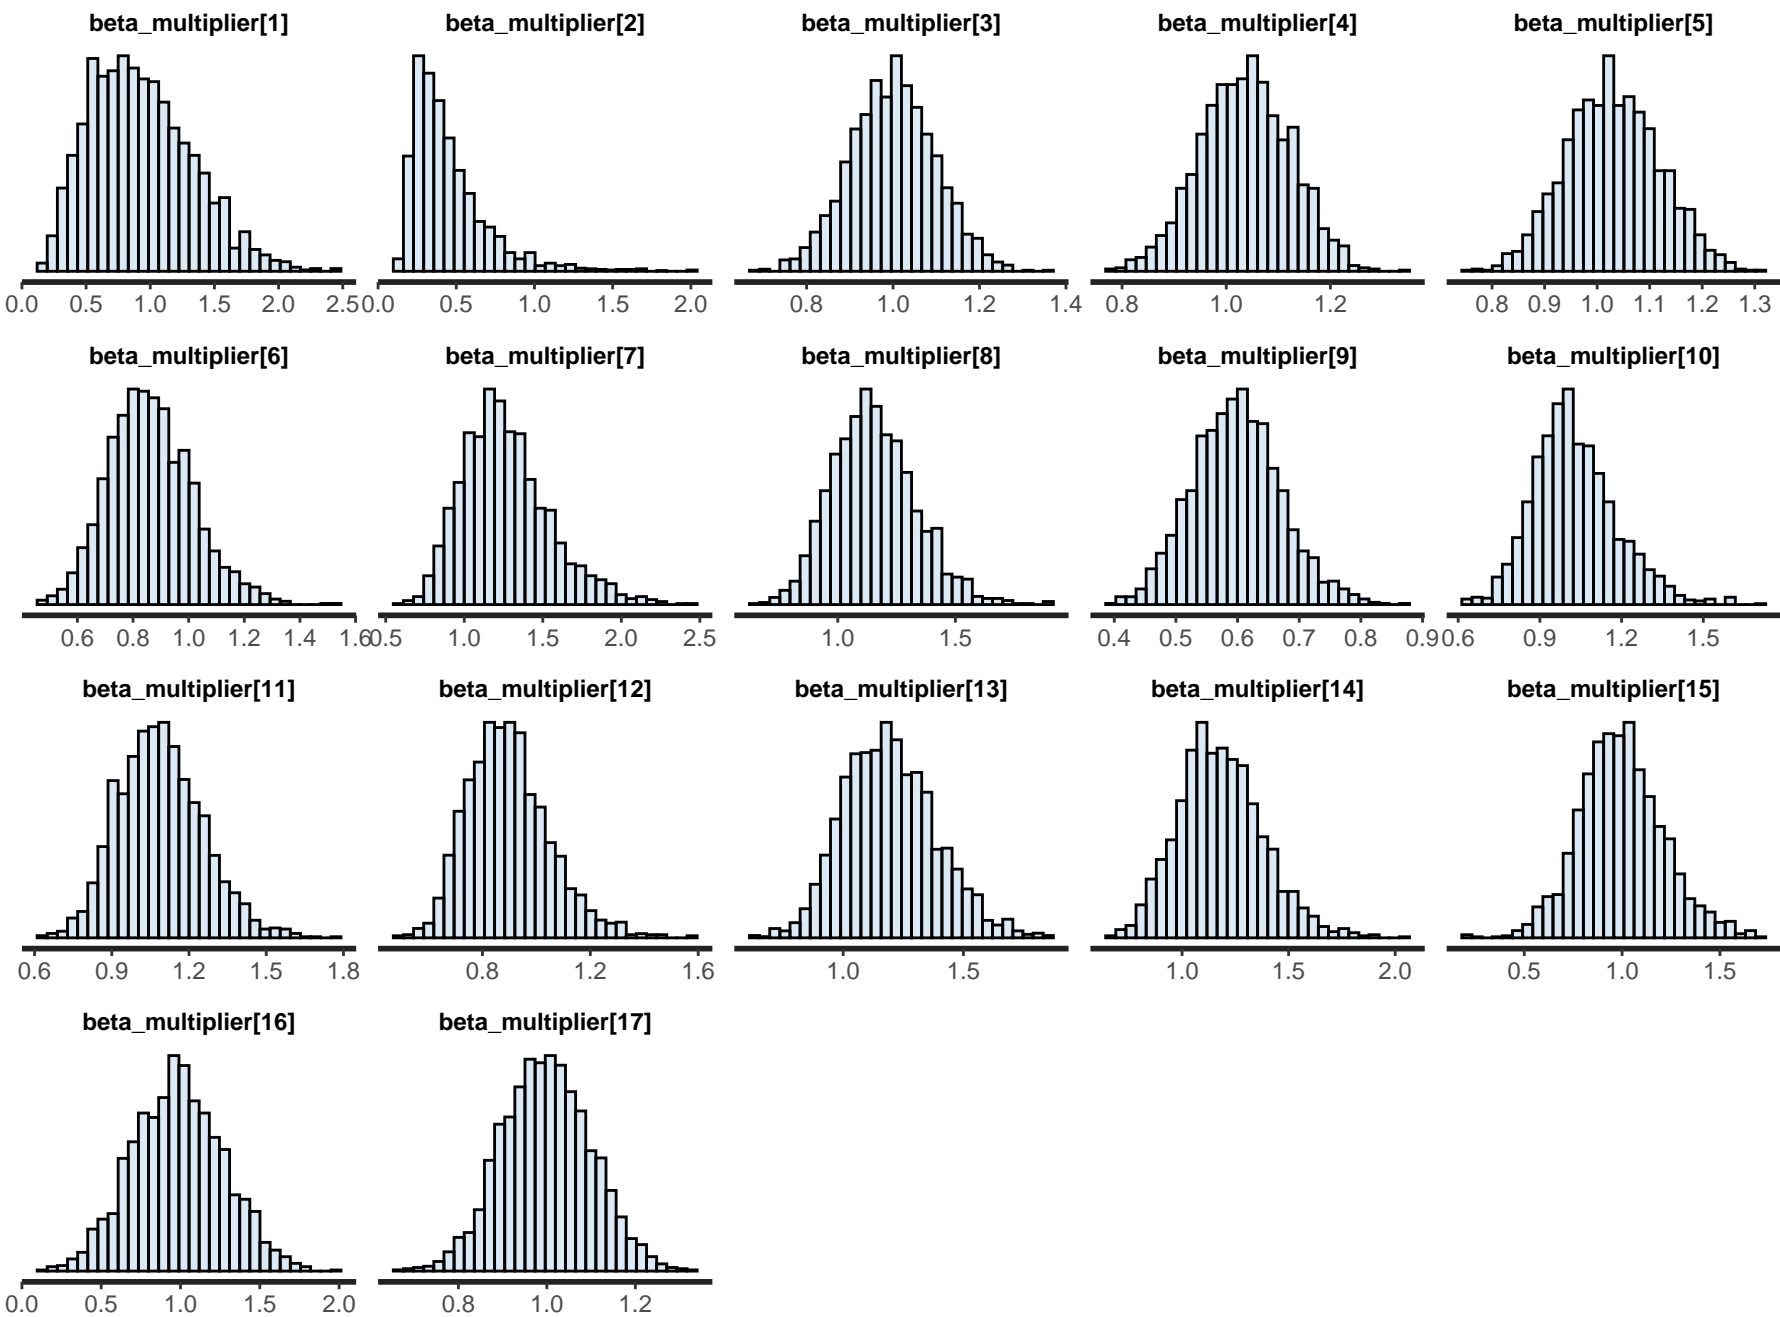 beta_multiplier[1] beta_multiplier[2] beta_multiplier[3] beta_multiplier[4] beta_multiplier[5]
0.0 0.5 1.0 1.5 2.0 2.5 0.0 0.5 1.0 1.5 2.0 0.8 1.0 1.2 1.4 0.8 1.0 1.2 0.8 0.9 1.0 1.1 1.2 1.3
beta_multiplier[6] beta_multiplier[7] beta_multiplier[8] beta_multiplier[9] beta_multiplier[10]
0.6 0.8 1.0 1.2 1.4 1.6 0.5 1.0 1.5 2.0 2.5 1.0 1.5 0.4 0.5 0.6 0.7 0.8 0.9 0.6 0.9 1.2 1.5
beta_multiplier[11] beta_multiplier[12] beta_multiplier[13] beta_multiplier[14] beta_multiplier[15]
0.6 0.9 1.2 1.5 1.8 0.8 1.2 1.6 1.0 1.5 1.0 1.5 2.0 0.5 1.0 1.5
beta_multiplier[16] beta_multiplier[17]
0.0 0.5 1.0 1.5 2.0 0.8 1.0 1.2